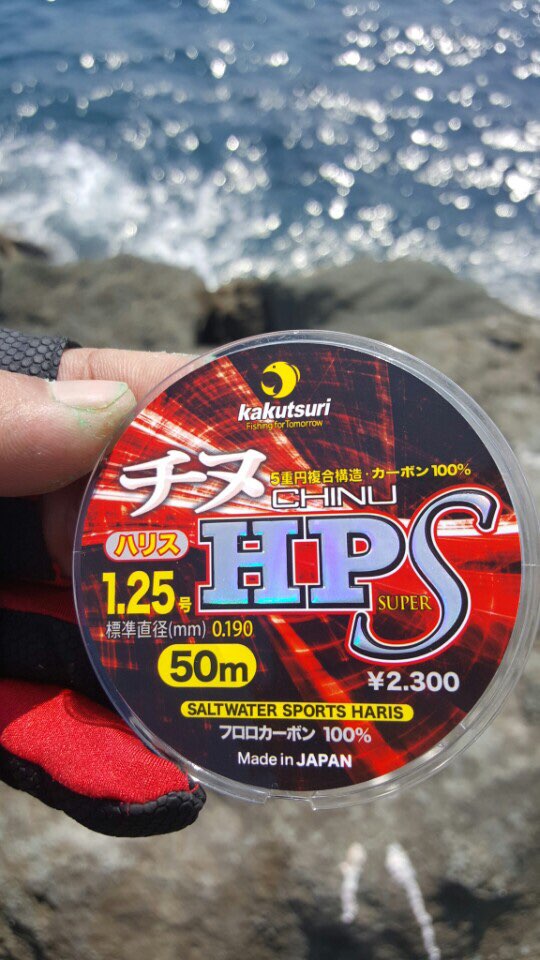 kakutsuri
Fishing for Tomorrow
チヌ
5重円複合構造・カーボン100%
CHINU
ハリス
HPS
SUPER
1.25号
標準直径(mm) 0.190
50m
¥2.300
SALTWATER SPORTS HARIS
フロロカーボン 100%
Made in JAPAN